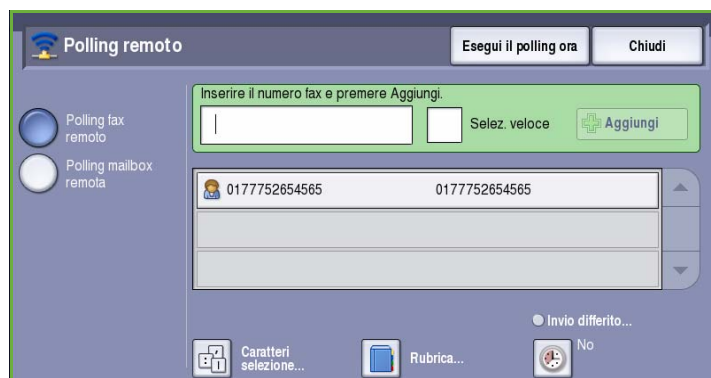 Polling remoto
Esegui il polling ora
Chiudi
Inserire il numero fax e premere Aggiungi.
Selez. veloce
Aggiungi
Polling fax
remoto
Polling mailbox
remota
0177752654565 0177752654565
Invio differito...
No
Caratteri
selezione...
Rubrica...